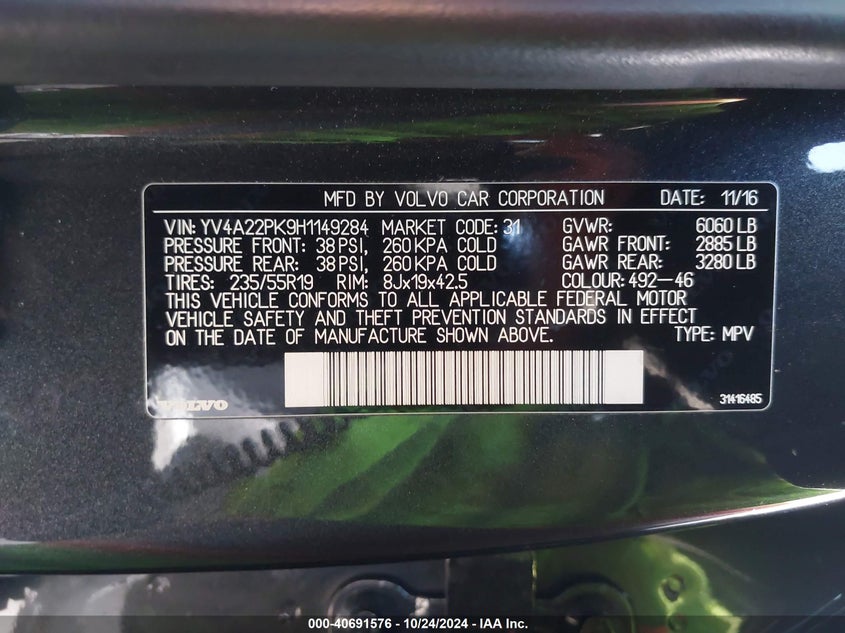 MFD BY VOLVO CAR CORPORATION DATE: 11/16
VIN: YV4A22PK9H1149284 MARKET CODE: 31 GVWR: 6060 LB
PRESSURE FRONT: 38 PSI, 260 KPA COLD GAWR FRONT: 2885 LB
PRESSURE REAR: 38 PSI, 260 KPA COLD GAWR REAR: 3280 LB
TIRES: 235/55R19 RIM: 8Jx19x42.5 COLOUR: 492-46
THIS VEHICLE CONFORMS TO ALL APPLICABLE FEDERAL MOTOR
VEHICLE SAFETY AND THEFT PREVENTION STANDARDS IN EFFECT
ON THE DATE OF MANUFACTURE SHOWN ABOVE. TYPE: MPV
VOLVO 31416485
000-40691576 - 10/24/2024 - IAA Inc.